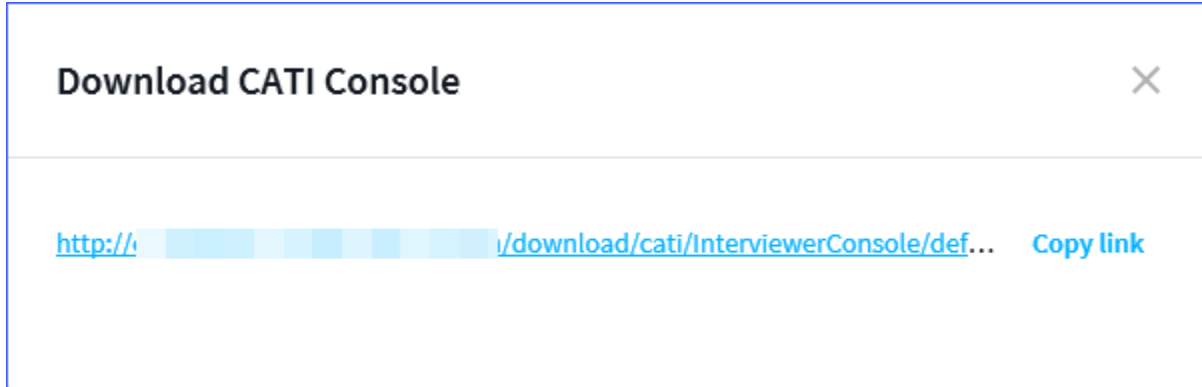 Download CATI Console
http:// /download/cati/InterviewerConsole/def... Copy link